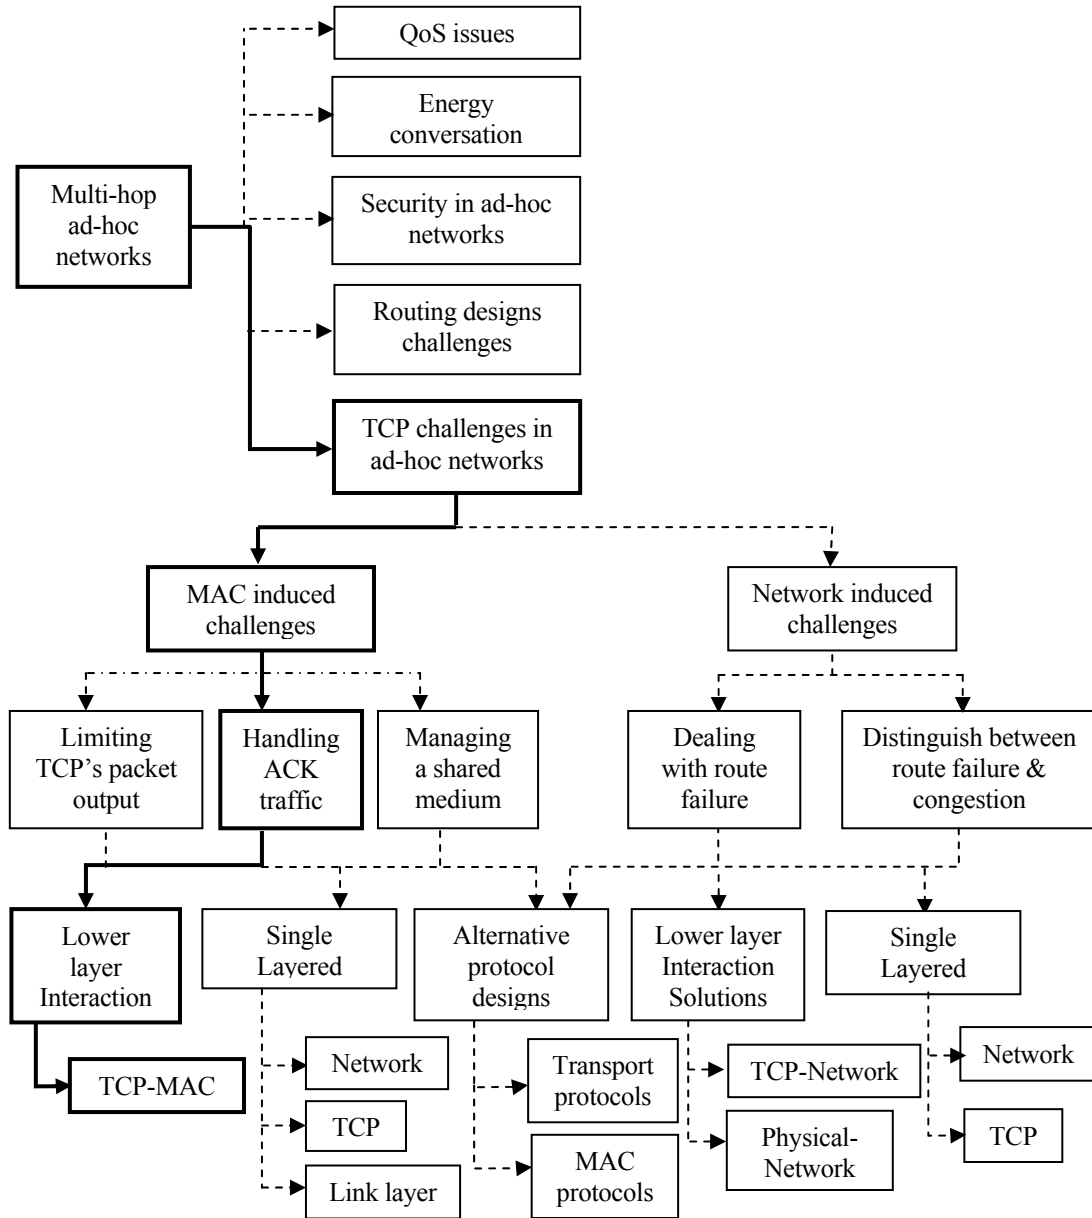 QoS issues
Energy
conversation
Multi-hop
ad-hoc
networks
Security in ad-hoc
networks
Routing designs
challenges
TCP challenges in
ad-hoc networks
MAC induced
challenges
Network induced
challenges
Limiting
TCP’s packet
output
Handling
ACK
traffic
Managing
a shared
medium
Dealing
with route
failure
Distinguish between
route failure &
congestion
Lower
layer
Interaction
Single
Layered
Alternative
protocol
designs
Lower layer
Interaction
Solutions
Single
Layered
TCP-MAC
Network
TCP
Link layer
Transport
protocols
MAC
protocols
TCP-Network
Physical-
Network
Network
TCP